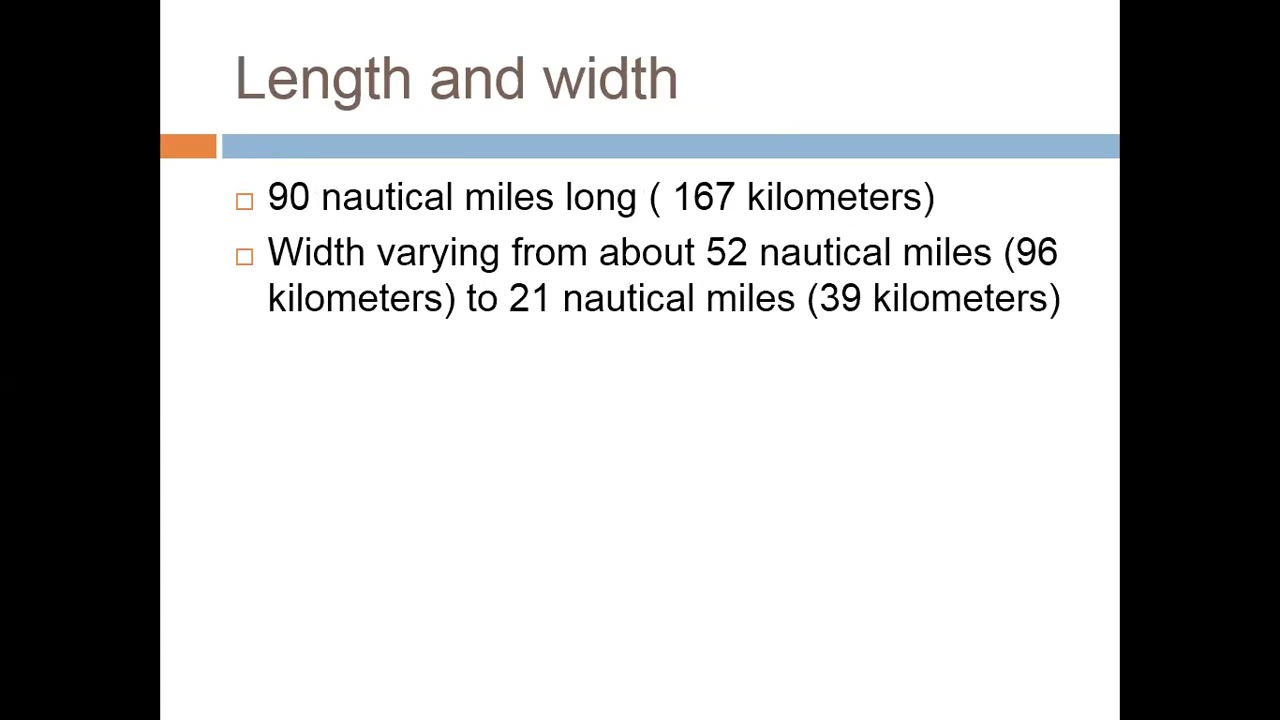 Length and width
90 nautical miles long ( 167 kilometers)
Width varying from about 52 nautical miles (96
kilometers) to 21 nautical miles (39 kilometers)